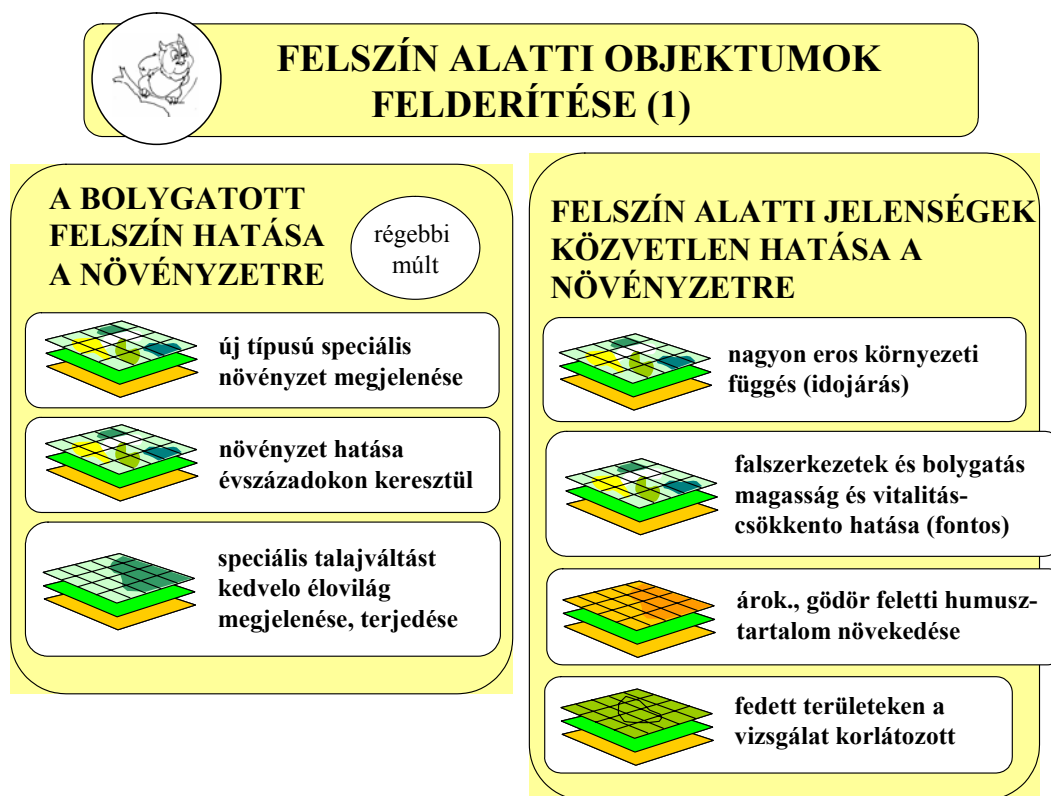 FELSZÍN ALATTI OBJEKTUMOK
FELDERÍTÉSE (1)
A BOLYGATOTT
FELSZÍN HATÁSA
A NÖVÉNYZETRE
régebbi
múlt
új típusú speciális
növényzet megjelenése
növényzet hatása
évszázadokon keresztül
speciális talajváltást
kedvelo élovilág
megjelenése, terjedése
FELSZÍN ALATTI JELENSÉGEK
KÖZVETLEN HATÁSA A
NÖVÉNYZETRE
nagyon eros környezeti
függés (idojárás)
falszerkezetek és bolygatás
magasság és vitalitás-
csökkento hatása (fontos)
árok., gödör feletti humusz-
tartalom növekedése
fedett területeken a
vizsgálat korlátozott